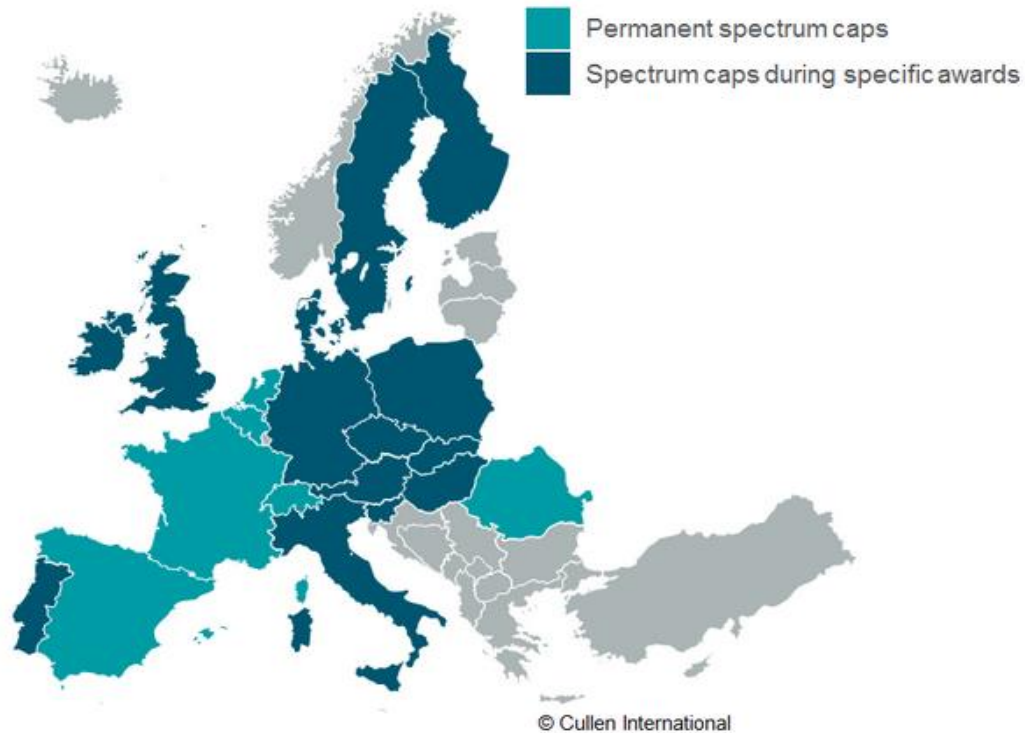 Permanent spectrum caps
Spectrum caps during specific awards
© Cullen International